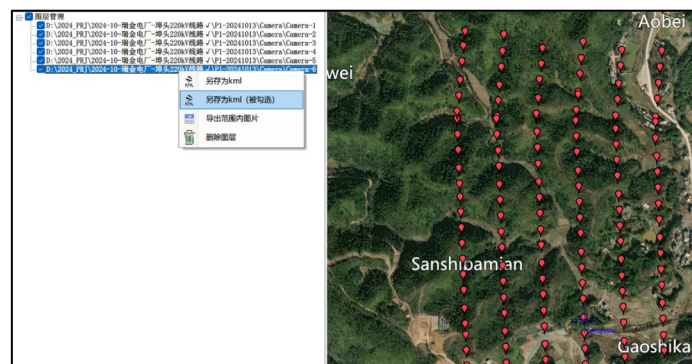 图层管理
D:\2024_PRJ\2024-10-瑞金电厂-埠头220kV线路√\P1-20241013\Camera\Camera-1
D:\2024_PRJ\2024-10-瑞金电厂-埠头220kV线路√\P1-20241013\Camera\Camera-2
D:\2024_PRJ\2024-10-瑞金电厂-埠头220kV线路√\P1-20241013\Camera\Camera-3
D:\2024_PRJ\2024-10-瑞金电厂-埠头220kV线路√\P1-20241013\Camera\Camera-4
D:\2024_PRJ\2024-10-瑞金电厂-埠头220kV线路√\P1-20241013\Camera\Camera-5
D:\2024_PRJ\2024-10-瑞金电厂-埠头220kV线路√\P1-20241013\Camera\Camera-6
另存为kml
另存为kml（被勾选）
导出范围内图片
删除图层
Aobei
wei
Sanshibamian
Gaoshika